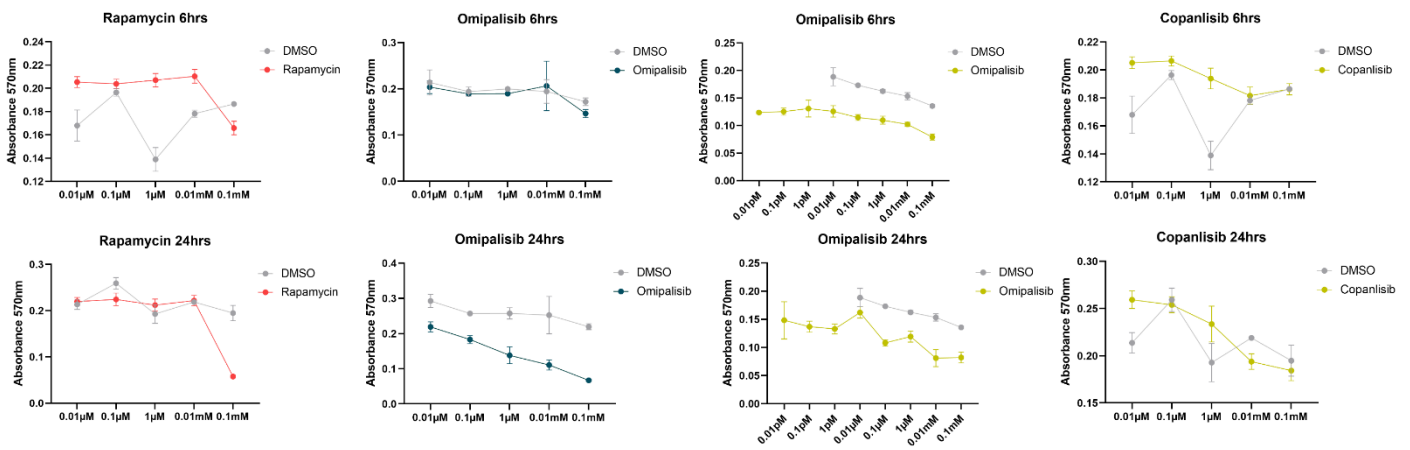 Rapamycin 6hrs
Absorbance 570nm
0.24
0.22
0.20
0.18
0.16
0.14
0.12
0.01µM 0.1µM 1µM 0.01mM 0.1mM
DMSO
Rapamycin
Omipalisib 6hrs
Absorbance 570nm
0.3
0.2
0.1
0.0
0.01µM 0.1µM 1µM 0.01mM 0.1mM
DMSO
Omipalisib
Omipalisib 6hrs
Absorbance 570nm
0.25
0.20
0.15
0.10
0.05
0.00
0.01pM 0.1pM 1pM 0.01µM 0.1µM 1µM 0.01mM 0.1mM
DMSO
Omipalisib
Copanlisib 6hrs
Absorbance 570nm
0.22
0.20
0.18
0.16
0.14
0.12
0.01µM 0.1µM 1µM 0.01mM 0.1mM
DMSO
Copanlisib
Rapamycin 24hrs
Absorbance 570nm
0.3
0.2
0.1
0.0
0.01µM 0.1µM 1µM 0.01mM 0.1mM
DMSO
Rapamycin
Omipalisib 24hrs
Absorbance 570nm
0.4
0.3
0.2
0.1
0.0
0.01µM 0.1µM 1µM 0.01mM 0.1mM
DMSO
Omipalisib
Omipalisib 24hrs
Absorbance 570nm
0.25
0.20
0.15
0.10
0.05
0.00
0.01pM 0.1pM 1pM 0.01µM 0.1µM 1µM 0.01mM 0.1mM
DMSO
Omipalisib
Copanlisib 24hrs
Absorbance 570nm
0.30
0.25
0.20
0.15
0.01µM 0.1µM 1µM 0.01mM 0.1mM
DMSO
Copanlisib